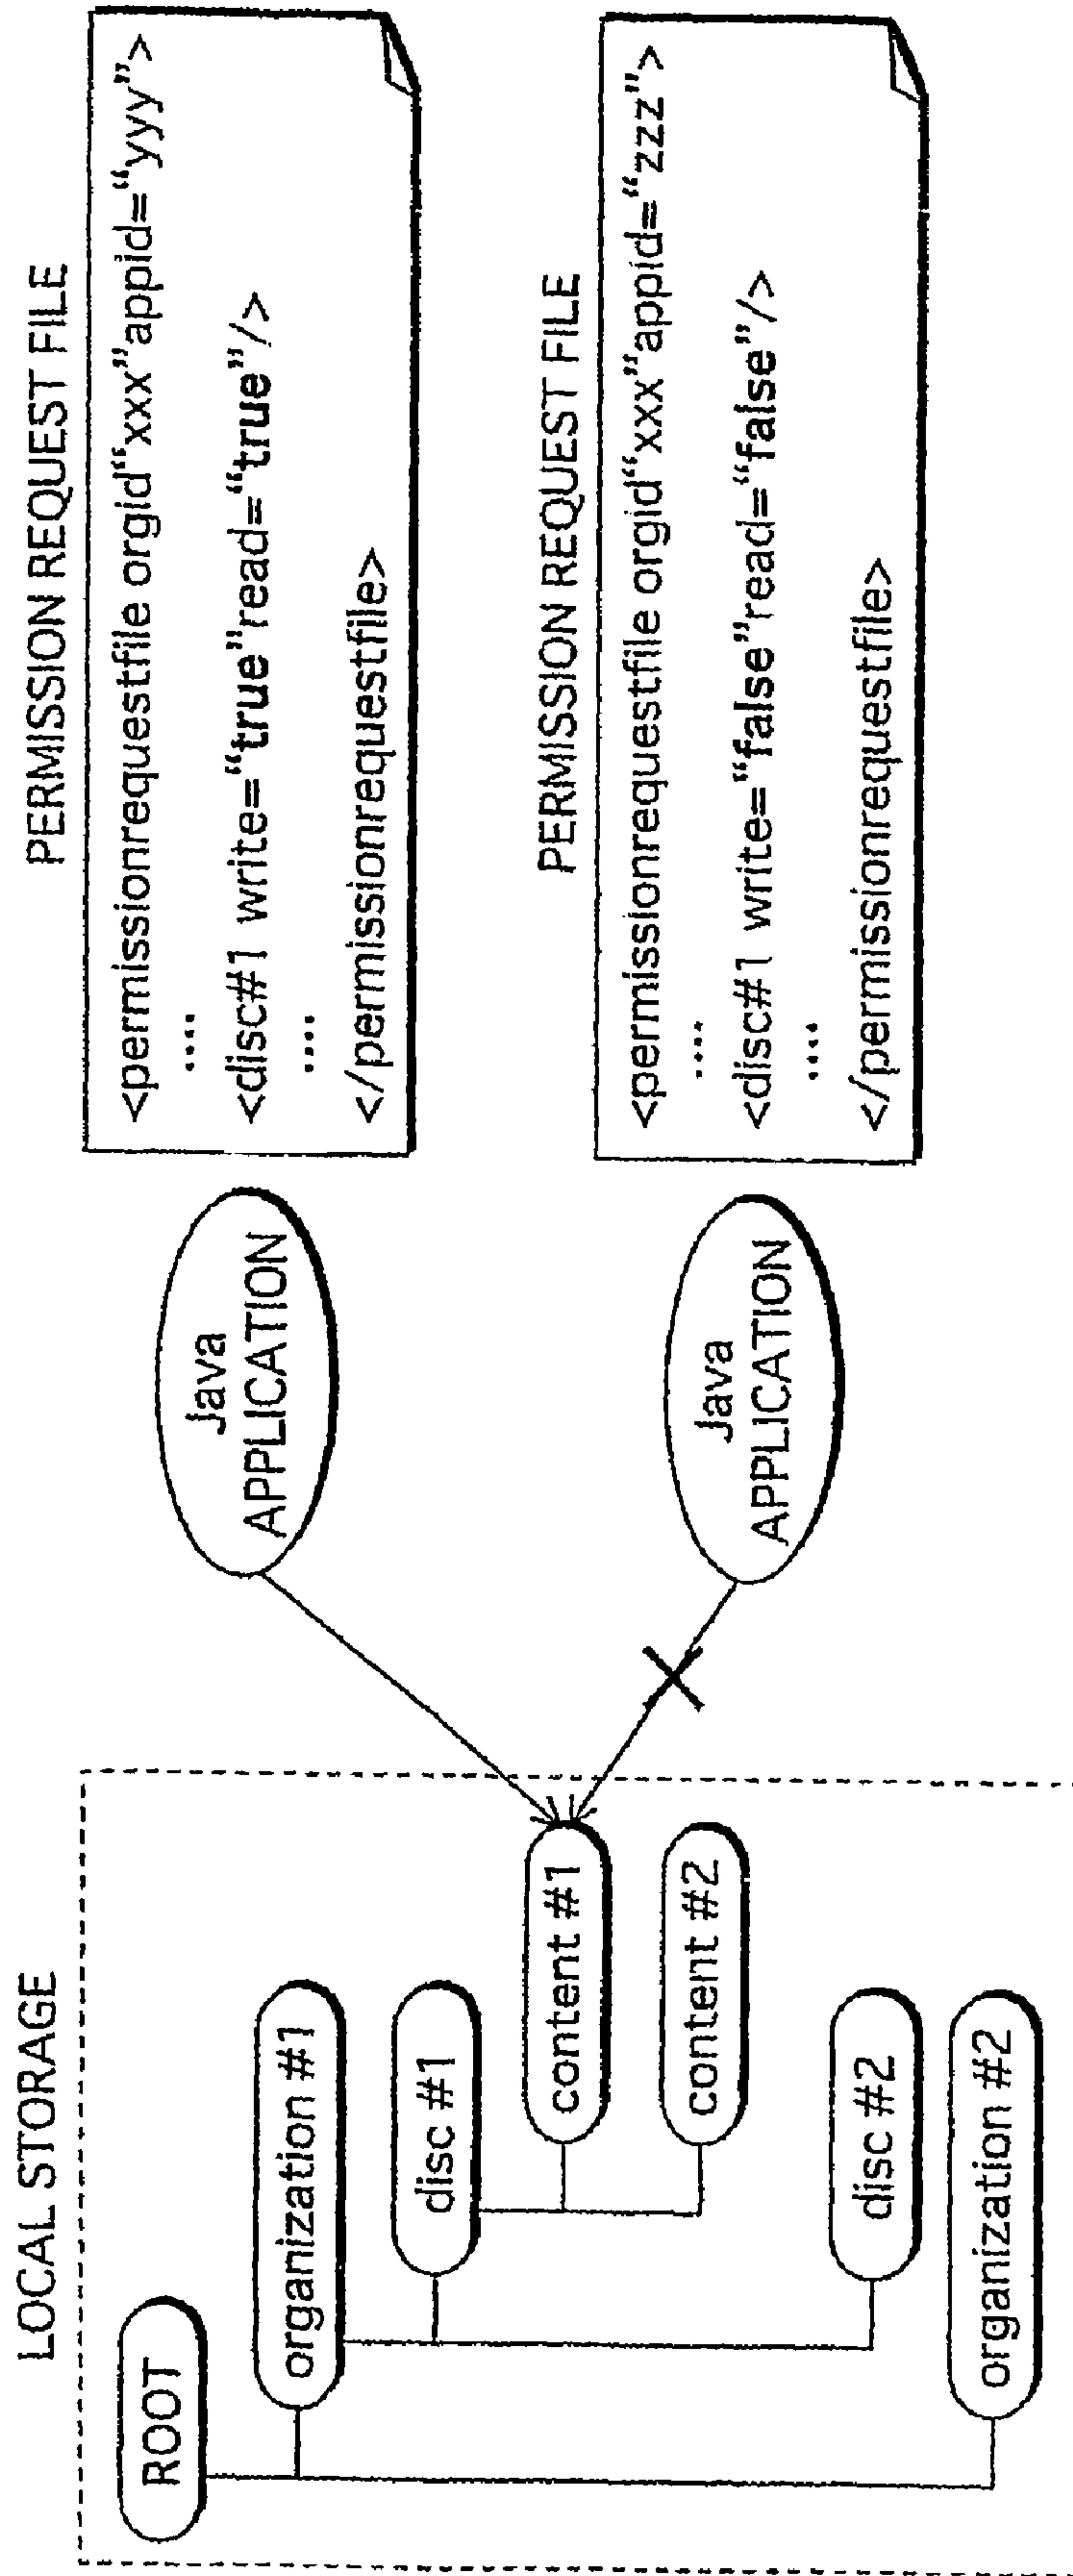 LOCAL STORAGE
ROOT
organization #1
disc #1
content #1
content #2
disc #2
organization #2
Java
APPLICATION
Java
APPLICATION
PERMISSION REQUEST FILE
<permissionrequestfile orgid“xxx”appid=“yyy”>
....
<disc#1 write=“true”read=“true”/>
....
</permissionrequestfile>
PERMISSION REQUEST FILE
<permissionrequestfile orgid“xxx”appid=“zzz”>
....
<disc#1 write=“false”read=“false”/>
....
</permissionrequestfile>